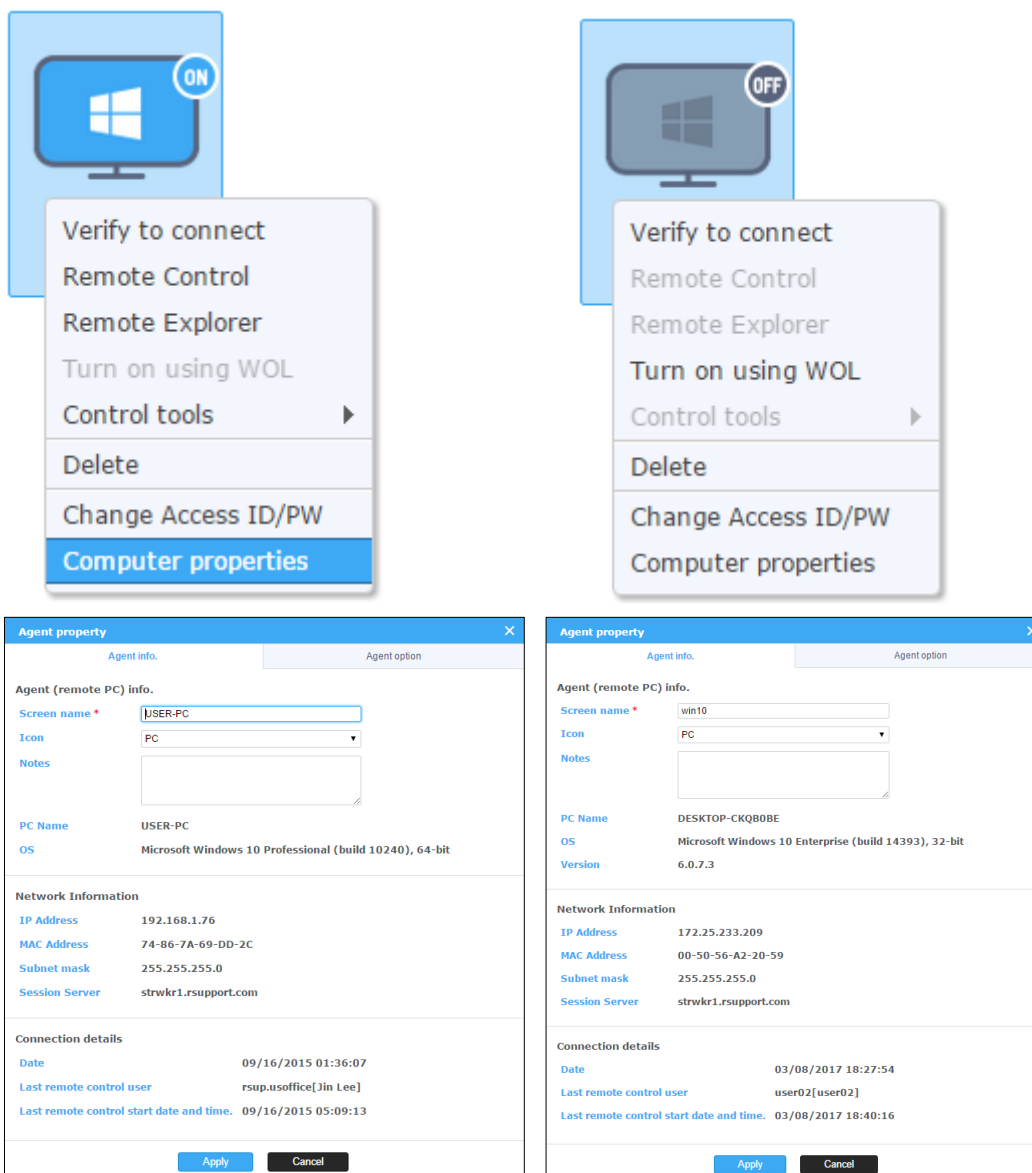 ON
Verify to connect
Remote Control
Remote Explorer
Turn on using WOL
Control tools
Delete
Change Access ID/PW
Computer properties
OFF
Verify to connect
Remote Control
Remote Explorer
Turn on using WOL
Control tools
Delete
Change Access ID/PW
Computer properties
Agent property
Agent info. Agent option
Agent (remote PC) info.
Screen name * USER-PC
Icon PC
Notes
PC Name USER-PC
OS Microsoft Windows 10 Professional (build 10240), 64-bit
Network Information
IP Address 192.168.1.76
MAC Address 74-86-7A-69-DD-2C
Subnet mask 255.255.255.0
Session Server strwkr1.rsupport.com
Connection details
Date 09/16/2015 01:36:07
Last remote control user rsup.usoffice[Jin Lee]
Last remote control start date and time. 09/16/2015 05:09:13
Apply Cancel
Agent property
Agent info. Agent option
Agent (remote PC) info.
Screen name * win10
Icon PC
Notes
PC Name DESKTOP-CKQB0BE
OS Microsoft Windows 10 Enterprise (build 14393), 32-bit
Version 6.0.7.3
Network Information
IP Address 172.25.233.209
MAC Address 00-50-56-A2-20-59
Subnet mask 255.255.255.0
Session Server strwkr1.rsupport.com
Connection details
Date 03/08/2017 18:27:54
Last remote control user user02[user02]
Last remote control start date and time. 03/08/2017 18:40:16
Apply Cancel